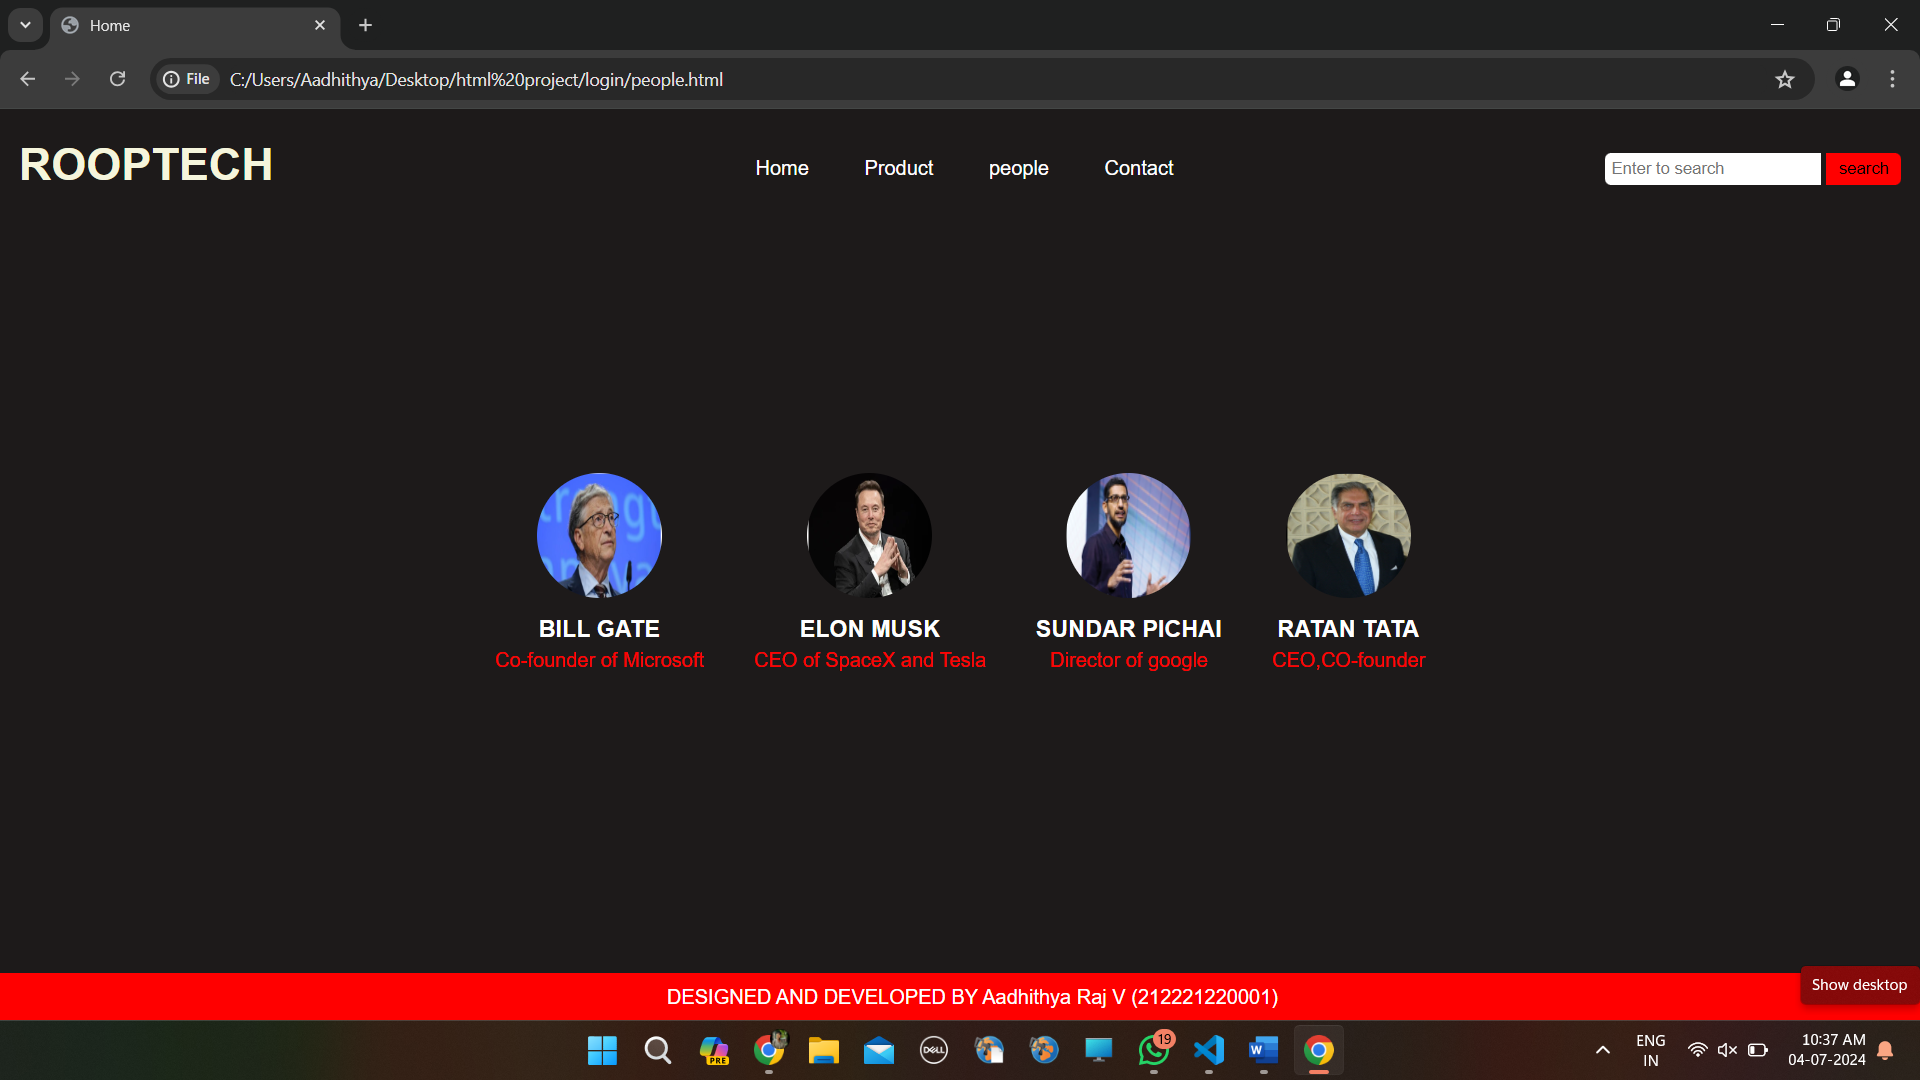 Home
File
C:/Users/Aadhithya/Desktop/html%20project/login/people.html
ROOPTECH
Home Product people Contact
Enter to search search
BILL GATE ELON MUSK SUNDAR PICHAI RATAN TATA
Co-founder of Microsoft CEO of SpaceX and Tesla Director of google CEO,CO-founder
Show desktop
DESIGNED AND DEVELOPED BY Aadhithya Raj V (212221220001)
PRE
DELL
19
W
ENG
IN
10:37 AM
04-07-2024